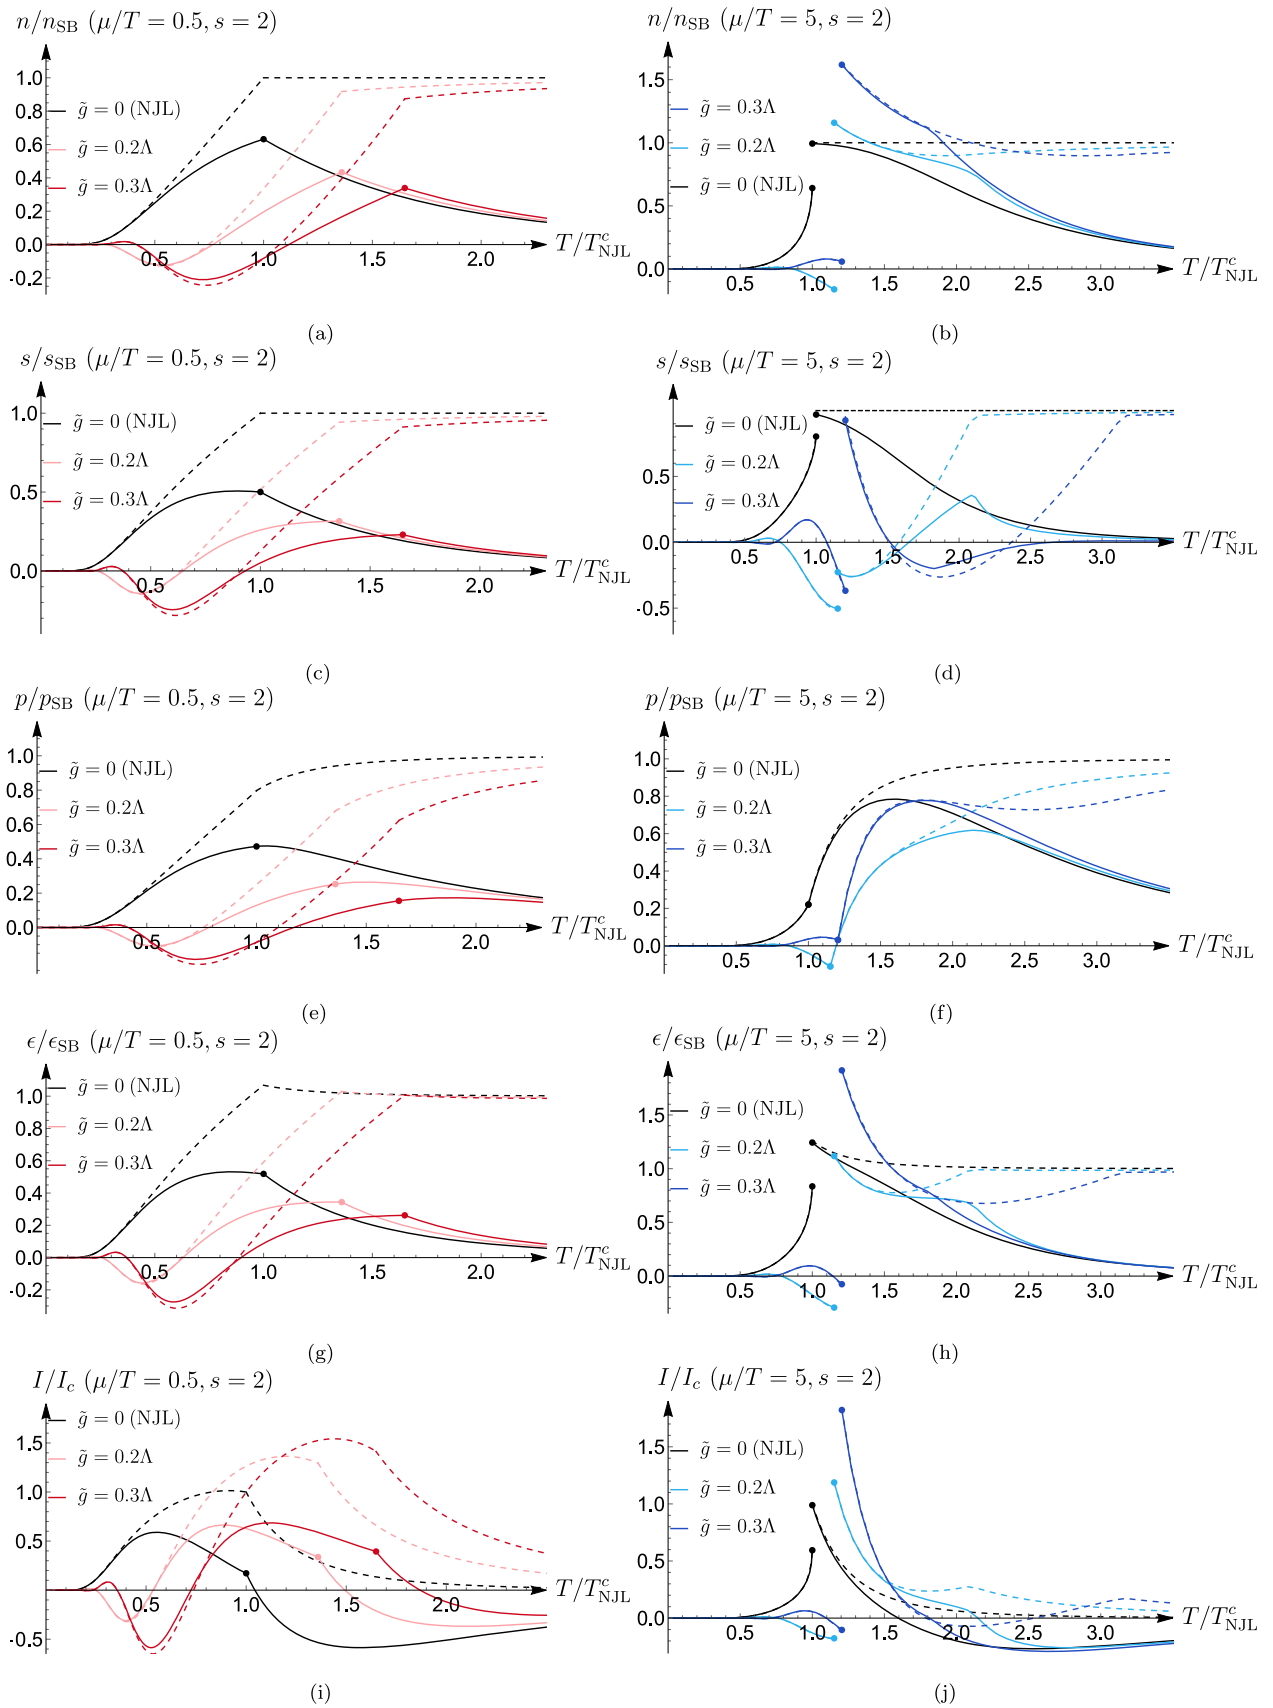 n/n_SB (μ/T = 0.5, s = 2)
1.0
0.8
0.6
0.4
0.2
0.0
-0.2
g̃ = 0 (NJL)
g̃ = 0.2Λ
g̃ = 0.3Λ
0.5
1.0
1.5
2.0
T/T^c_NJL
(a)
n/n_SB (μ/T = 5, s = 2)
1.5
1.0
0.5
0.0
g̃ = 0.3Λ
g̃ = 0.2Λ
g̃ = 0 (NJL)
0.5
1.0
1.5
2.0
2.5
3.0
T/T^c_NJL
(b)
s/s_SB (μ/T = 0.5, s = 2)
1.0
0.5
0.0
g̃ = 0 (NJL)
g̃ = 0.2Λ
g̃ = 0.3Λ
0.5
1.0
1.5
2.0
T/T^c_NJL
(c)
s/s_SB (μ/T = 5, s = 2)
0.5
0.0
-0.5
g̃ = 0 (NJL)
g̃ = 0.2Λ
g̃ = 0.3Λ
0.5
1.0
1.5
2.0
2.5
3.0
T/T^c_NJL
(d)
p/p_SB (μ/T = 0.5, s = 2)
1.0
0.8
0.6
0.4
0.2
0.0
g̃ = 0 (NJL)
g̃ = 0.2Λ
g̃ = 0.3Λ
0.5
1.0
1.5
2.0
T/T^c_NJL
(e)
p/p_SB (μ/T = 5, s = 2)
1.0
0.8
0.6
0.4
0.2
0.0
g̃ = 0 (NJL)
g̃ = 0.2Λ
g̃ = 0.3Λ
0.5
1.0
1.5
2.0
2.5
3.0
T/T^c_NJL
(f)
ϵ/ϵ_SB (μ/T = 0.5, s = 2)
1.0
0.8
0.6
0.4
0.2
0.0
-0.2
g̃ = 0 (NJL)
g̃ = 0.2Λ
g̃ = 0.3Λ
0.5
1.0
1.5
2.0
T/T^c_NJL
(g)
ϵ/ϵ_SB (μ/T = 5, s = 2)
1.5
1.0
0.5
0.0
g̃ = 0 (NJL)
g̃ = 0.2Λ
g̃ = 0.3Λ
0.5
1.0
1.5
2.0
2.5
3.0
T/T^c_NJL
(h)
I/I_c (μ/T = 0.5, s = 2)
1.5
1.0
0.5
0.0
-0.5
g̃ = 0 (NJL)
g̃ = 0.2Λ
g̃ = 0.3Λ
0.5
1.0
1.5
2.0
T/T^c_NJL
(i)
I/I_c (μ/T = 5, s = 2)
1.5
1.0
0.5
0.0
g̃ = 0 (NJL)
g̃ = 0.2Λ
g̃ = 0.3Λ
0.5
1.0
1.5
2.0
2.5
3.0
T/T^c_NJL
(j)